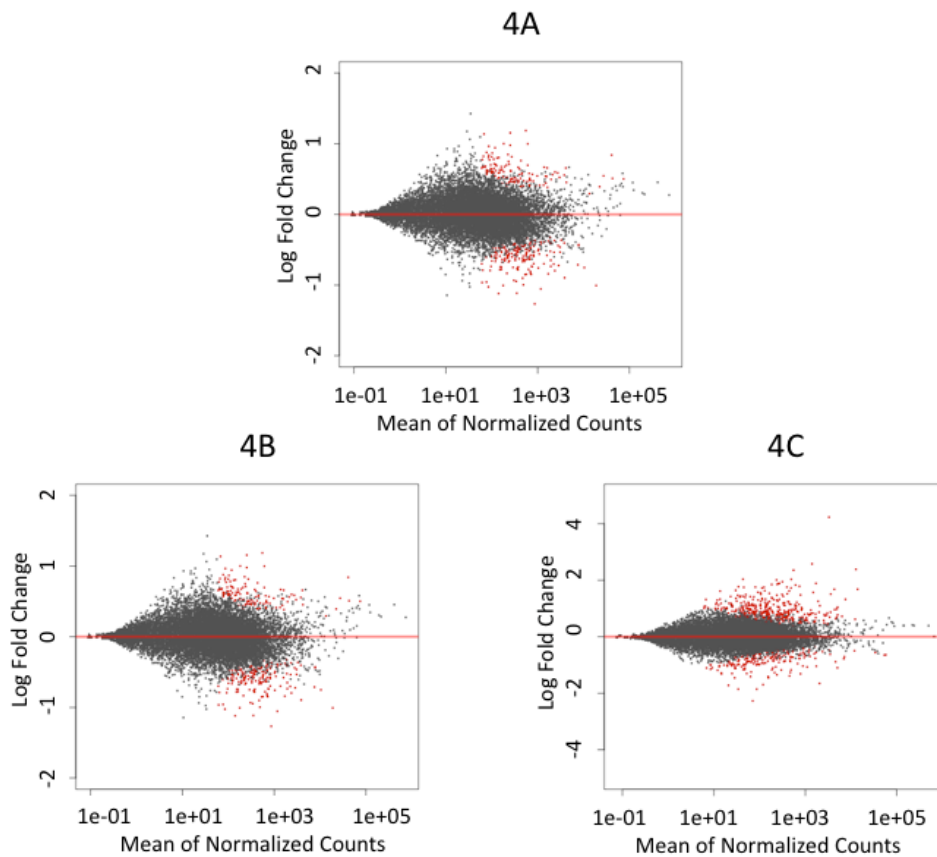 4A
2
1
0
-1
-2
Log Fold Change
1e-01 1e+01 1e+03 1e+05
Mean of Normalized Counts
4B
2
1
0
-1
-2
Log Fold Change
1e-01 1e+01 1e+03 1e+05
Mean of Normalized Counts
4C
4
2
0
-2
-4
Log Fold Change
1e-01 1e+01 1e+03 1e+05
Mean of Normalized Counts